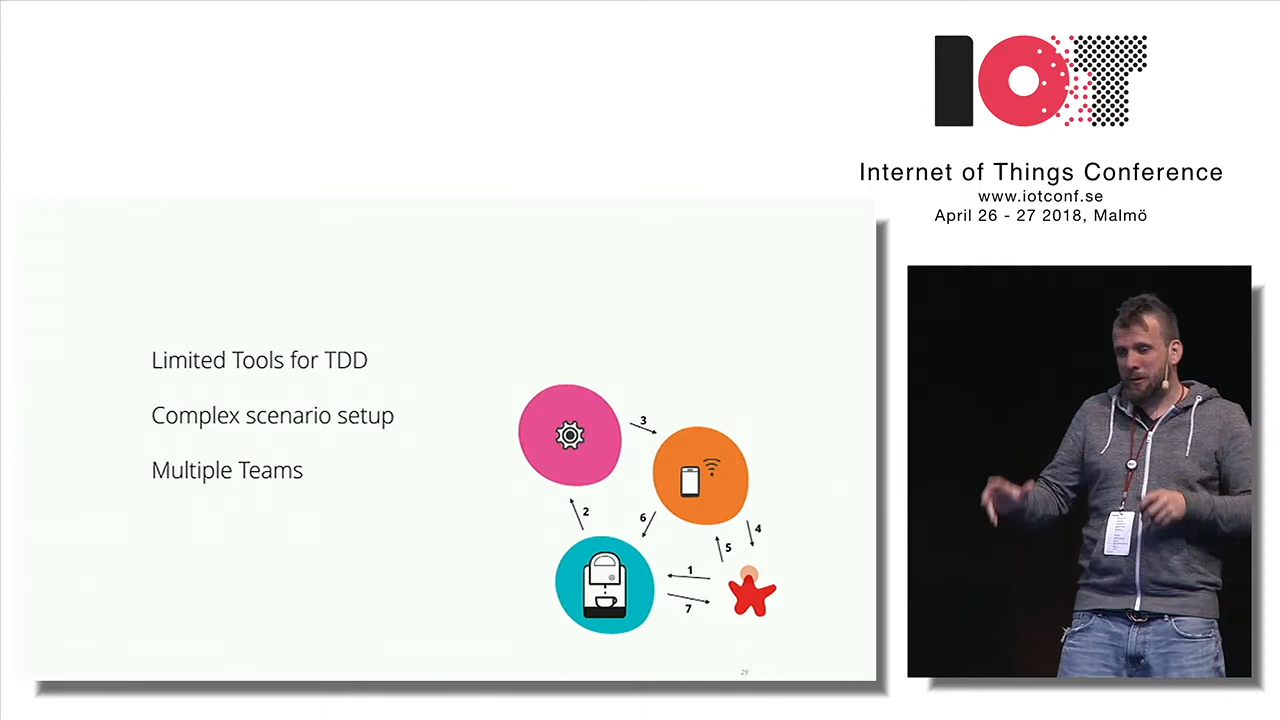 IOT
Internet of Things Conference
www.iotconf.se
April 26 - 27 2018, Malmö
Limited Tools for TDD
Complex scenario setup
Multiple Teams
3
2
6
4
5
1
7
29